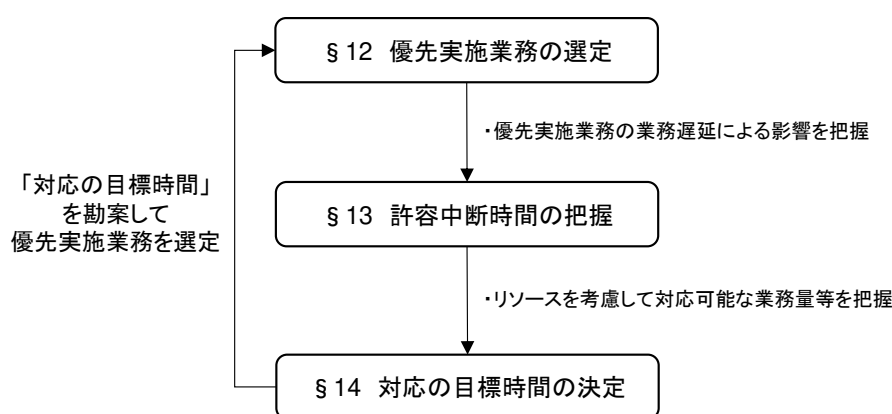 §12 優先実施業務の選定
・優先実施業務の業務遅延による影響を把握
「対応の目標時間」
を勘案して
優先実施業務を選定
§13 許容中断時間の把握
・リソースを考慮して対応可能な業務量等を把握
§14 対応の目標時間の決定